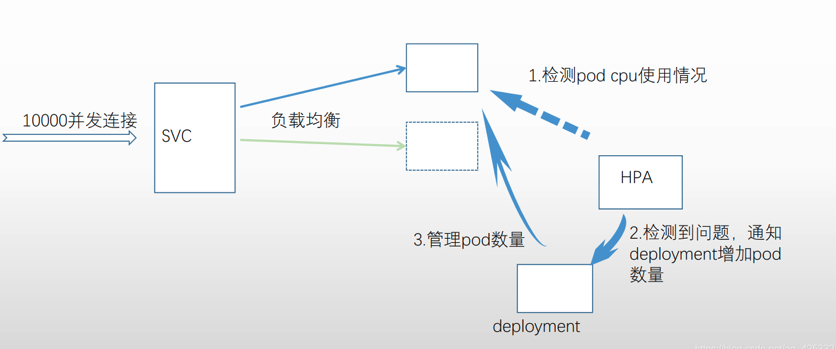 1.检测pod cpu使用情况
10000并发连接
负载均衡
SVC
HPA
2.检测到问题，通知
deployment增加pod
数量
3.管理pod数量
deployment